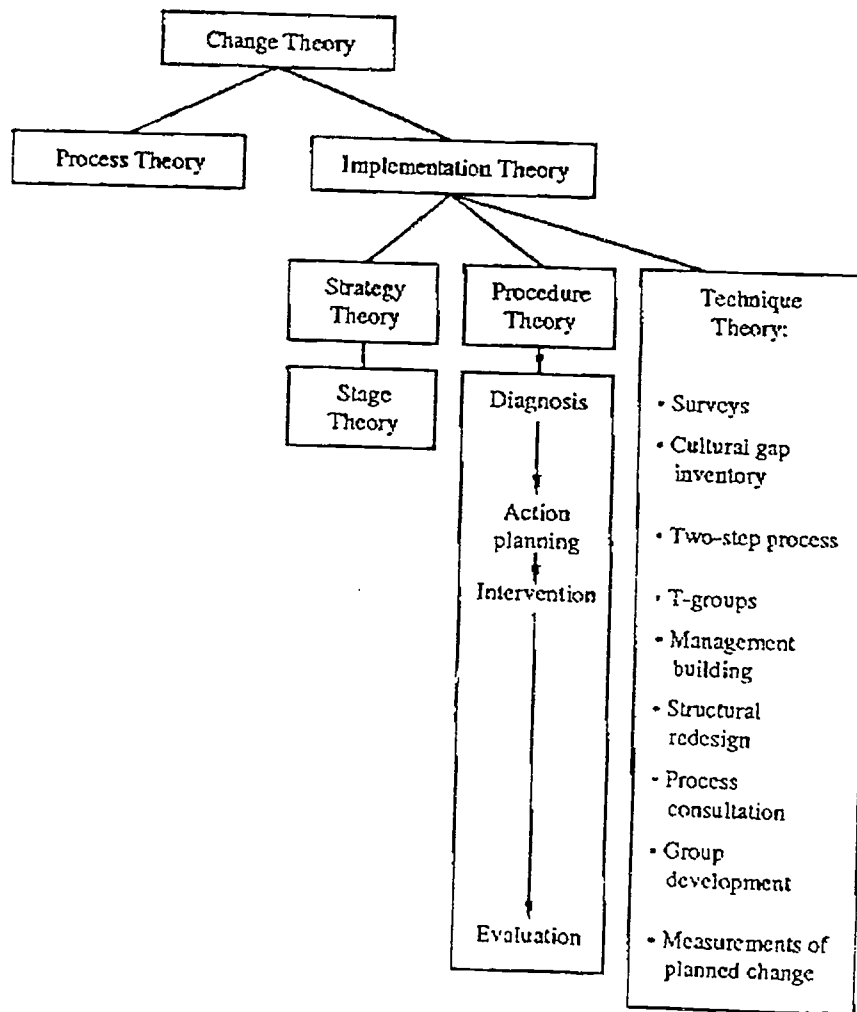 Change Theory
Process Theory
Implementation Theory
Strategy
Theory
Procedure
Theory
Technique
Theory:
Stage
Theory
Diagnosis
Action
planning
Intervention
Evaluation
• Surveys
• Cultural gap
inventory
• Two-step process
• T-groups
• Management
building
• Structural
redesign
• Process
consultation
• Group
development
• Measurements of
planned change